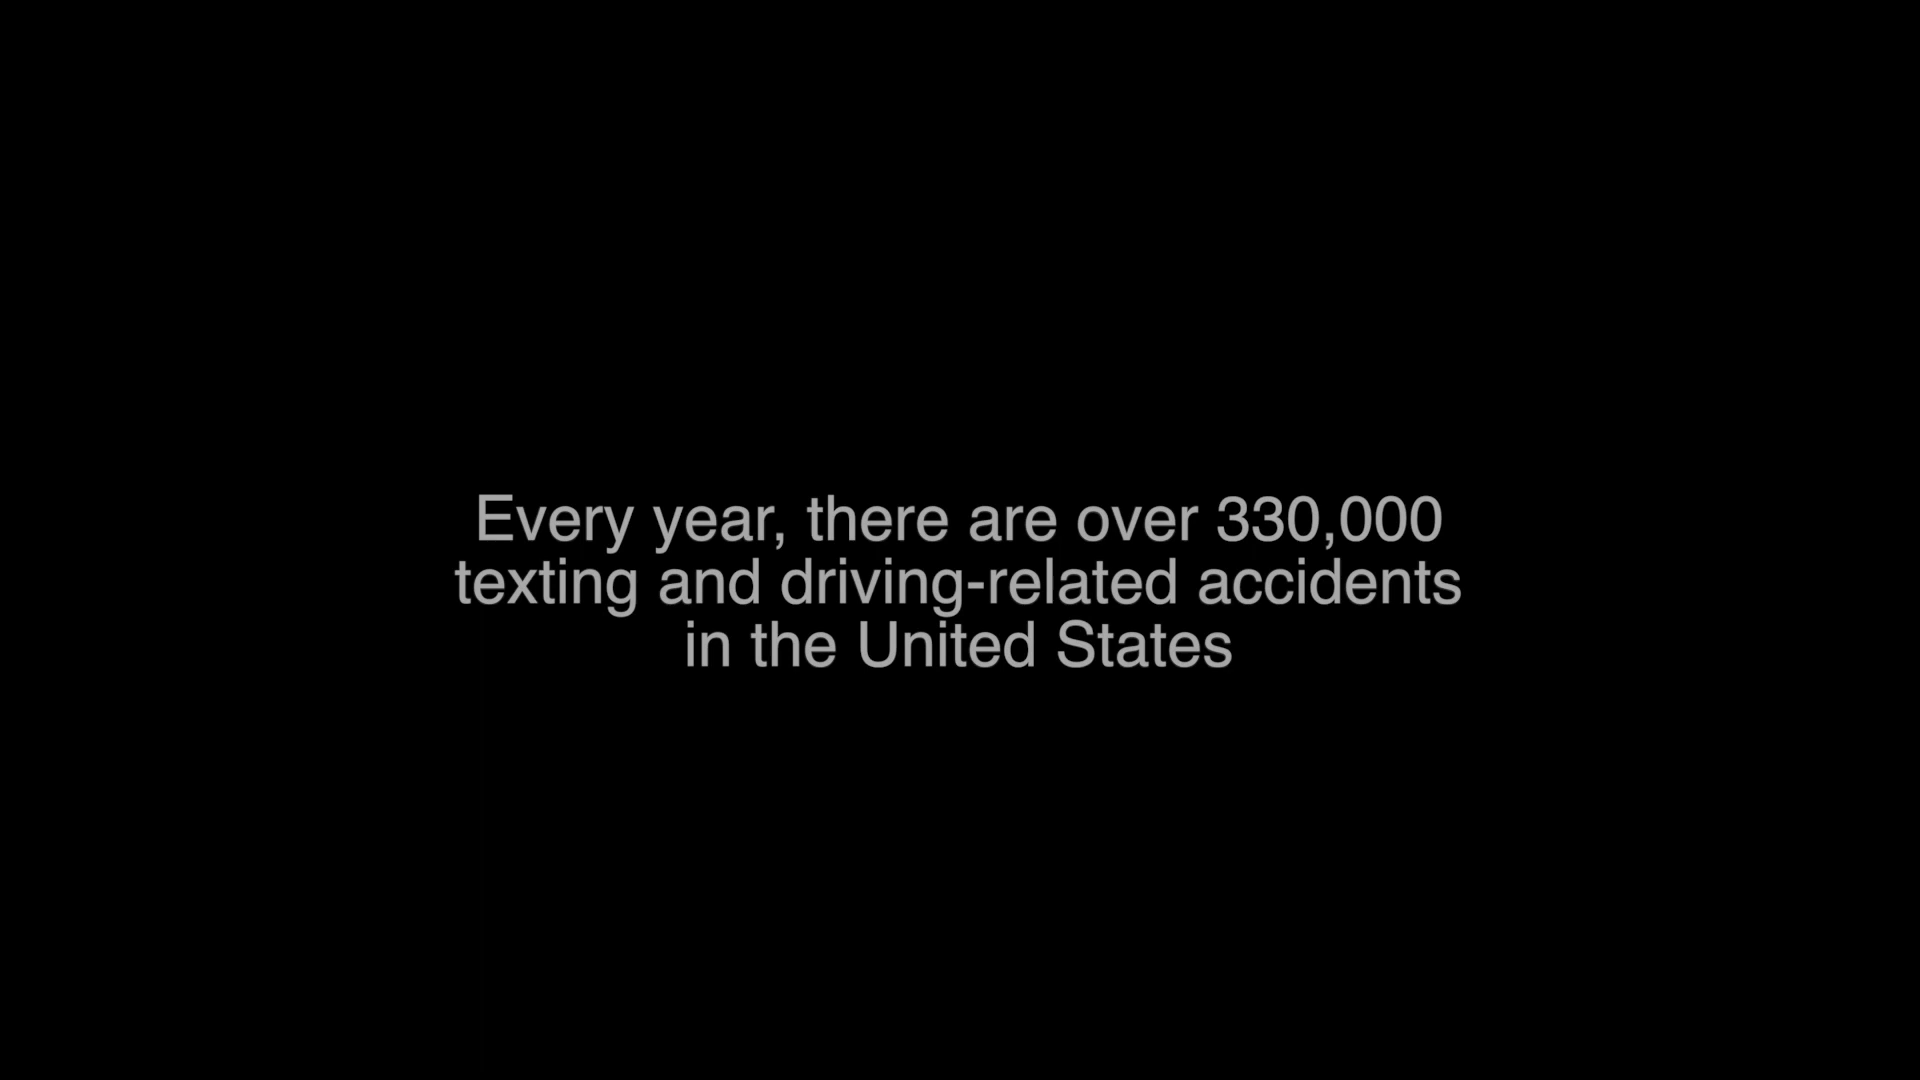 Every year, there are over 330,000
texting and driving-related accidents
in the United States